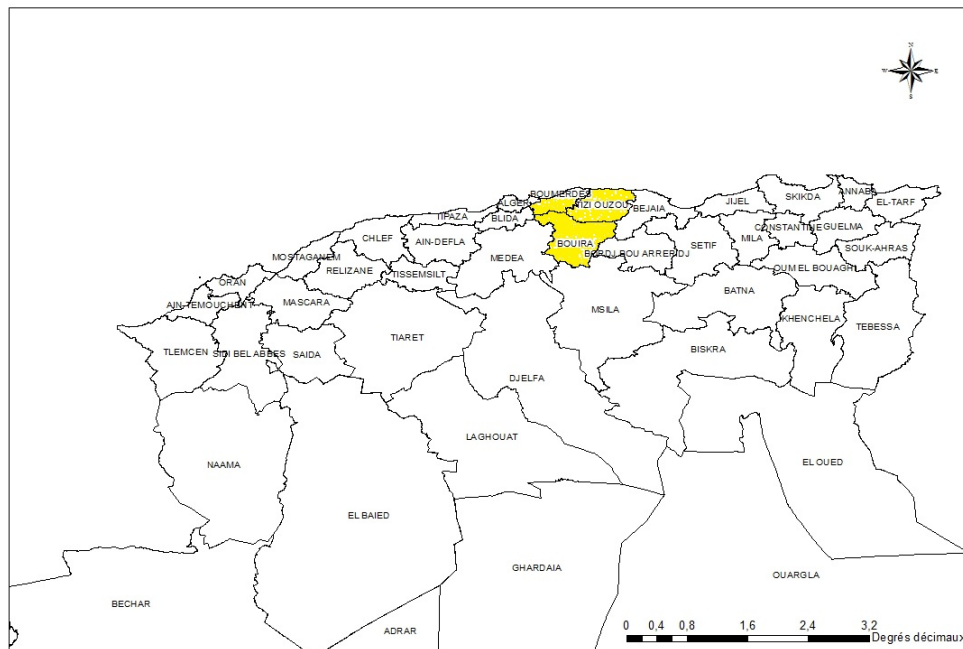 N
W E
S
BOUMERDES
ALGER
TIZI OUZOU
BEJAIA
JIJEL
SKIKDA
ANNABA
EL-TARF
TIPAZA
BLIDA
CONSTANTINE
GUELMA
CHLEF
AIN-DEFLA
BOUIRA
MEDEA
BORDJ BOU ARRERIDJ
SETIF
MILA
SOUK-AHRAS
MOSTAGANEM
RELIZANE
TISSEMSILT
OUM EL BOUAGHI
ORAN
AIN-TEMOUCHENT
MASCARA
MSILA
BATNA
KHENCHELA
TEBESSA
TLEMCEN
SIDI BEL ABBES
SAIDA
TIARET
BISKRA
DJELFA
LAGHOUAT
NAAMA
EL OUED
EL BAIED
GHARDAIA
OUARGLA
BECHAR
ADRAR
0 0,4 0,8 1,6 2,4 3,2
Degrés décimaux